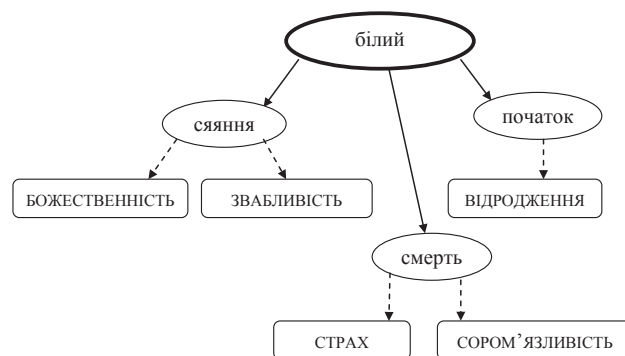 білий
сяяння
початок
БОЖЕСТВЕННІСТЬ
ЗВАБЛИВІСТЬ
ВІДРОДЖЕННЯ
смерть
СТРАХ
СОРОМ’ЯЗЛИВІСТЬ